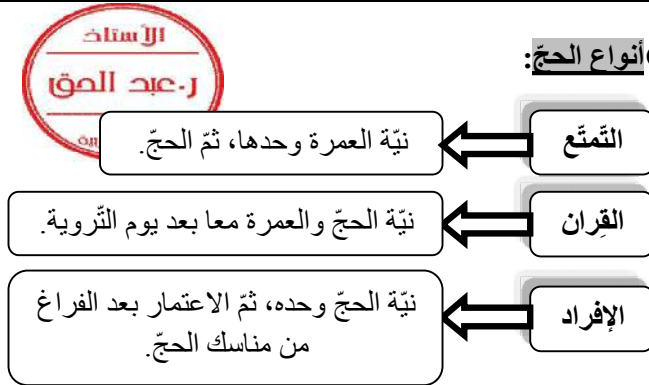 الأستاذ
ر.عبد الحق
أنواع الحجّ:
التّمتّع
نيّة العمرة وحدها، ثمّ الحجّ.
القِران
نيّة الحجّ والعمرة معا بعد يوم التّروية.
الإفراد
نيّة الحجّ وحده، ثمّ الاعتمار بعد الفراغ
من مناسك الحجّ.